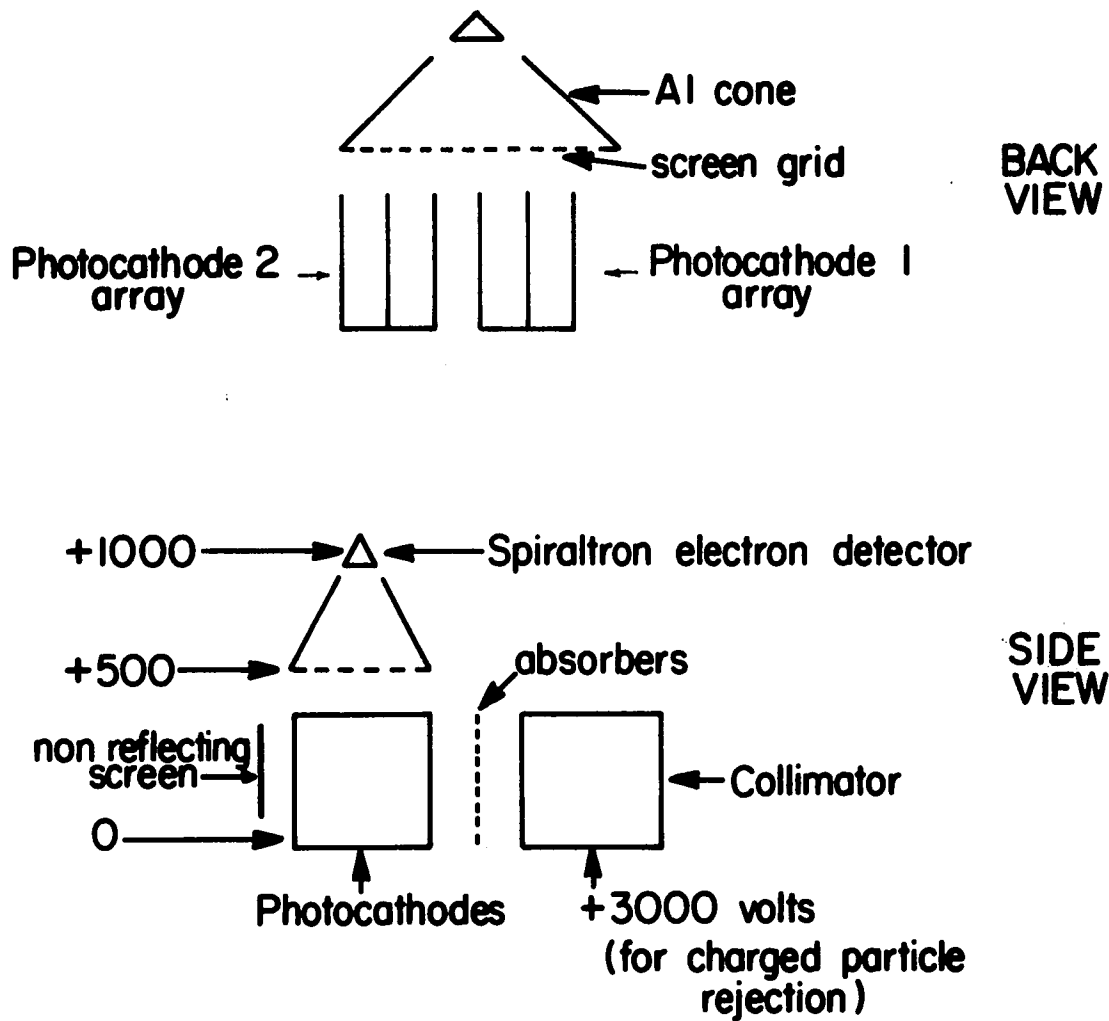 Al cone
screen grid
BACK
VIEW
Photocathode 2
array
Photocathode 1
array
+1000
Spiraltron electron detector
+500
absorbers
SIDE
VIEW
non reflecting
screen
Collimator
0
Photocathodes
+3000 volts
(for charged particle
rejection)